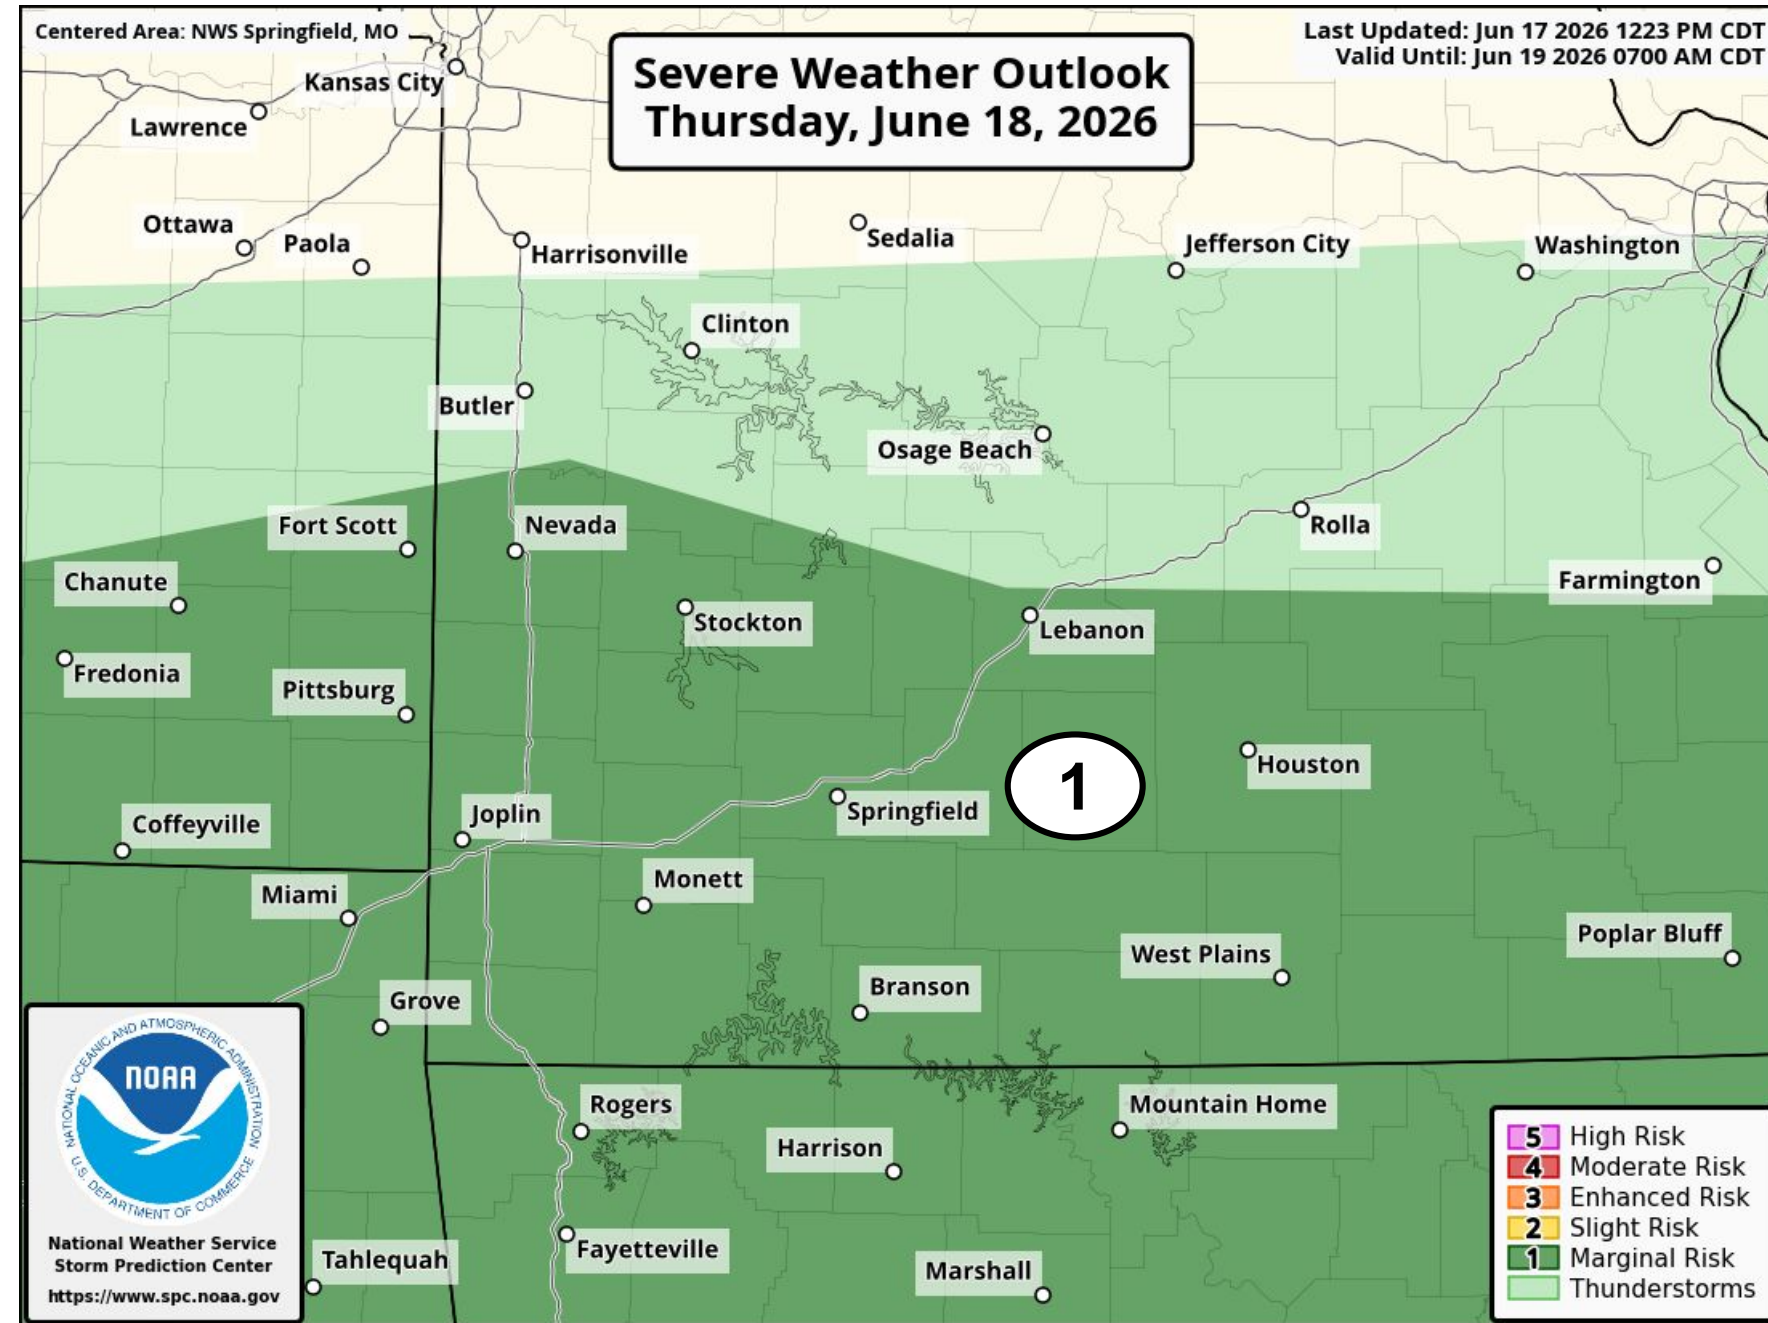 Centered Area: NWS Springfield, MO
Last Updated: Jun 17 2026 1223 PM CDT
Valid Until: Jun 19 2026 0700 AM CDT
Severe Weather Outlook
Thursday, June 18, 2026
Kansas City
Lawrence
Ottawa
Paola
Harrisonville
Sedalia
Jefferson City
Washington
Clinton
Butler
Osage Beach
Fort Scott
Nevada
Rolla
Chanute
Farmington
Stockton
Lebanon
Fredonia
Pittsburg
Houston
1
Joplin
Springfield
Coffeyville
Monett
Miami
Poplar Bluff
West Plains
Branson
Grove
Rogers
Mountain Home
Harrison
Fayetteville
Tahlequah
Marshall
NATIONAL OCEANIC AND ATMOSPHERIC ADMINISTRATION
NOAA
U.S. DEPARTMENT OF COMMERCE
National Weather Service
Storm Prediction Center
https://www.spc.noaa.gov
5 High Risk
4 Moderate Risk
3 Enhanced Risk
2 Slight Risk
1 Marginal Risk
Thunderstorms